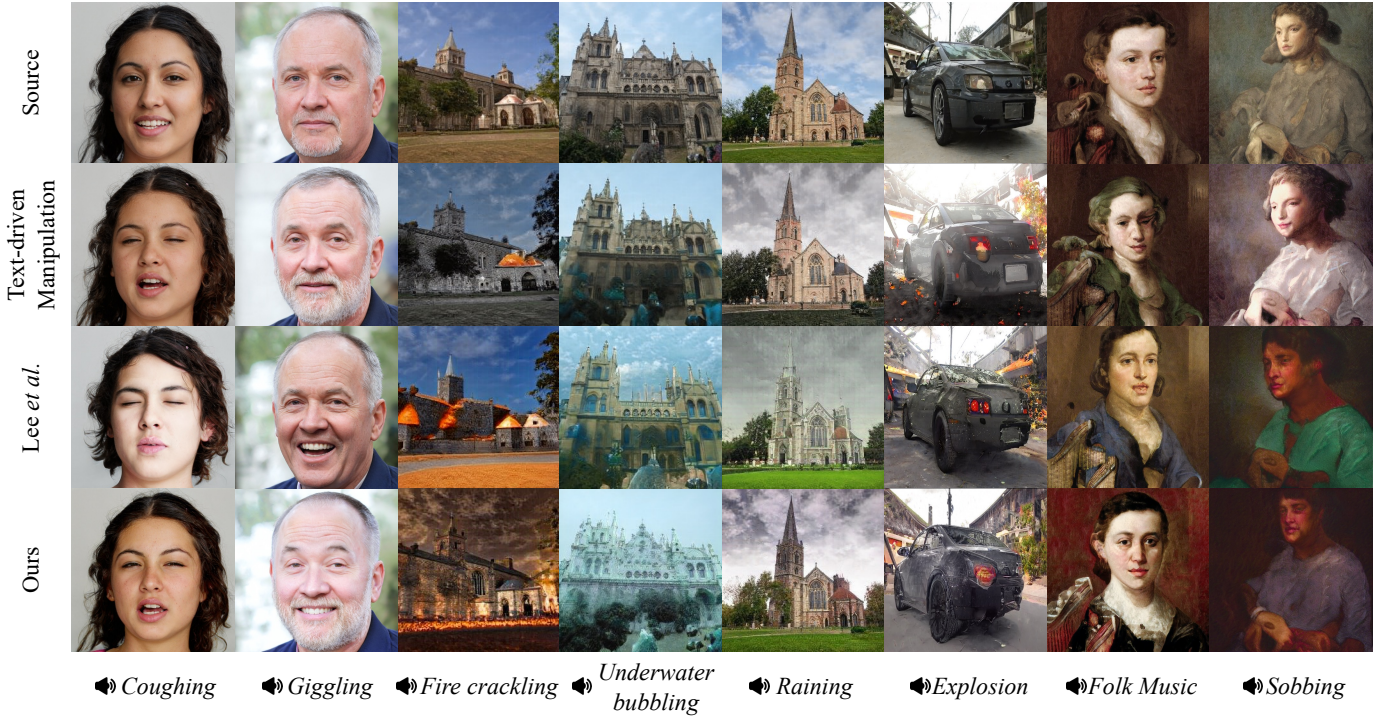 Source
Text-driven
Manipulation
Lee et al.
Ours
Coughing
Giggling
Fire crackling
Underwater
bubbling
Raining
Explosion
Folk Music
Sobbing